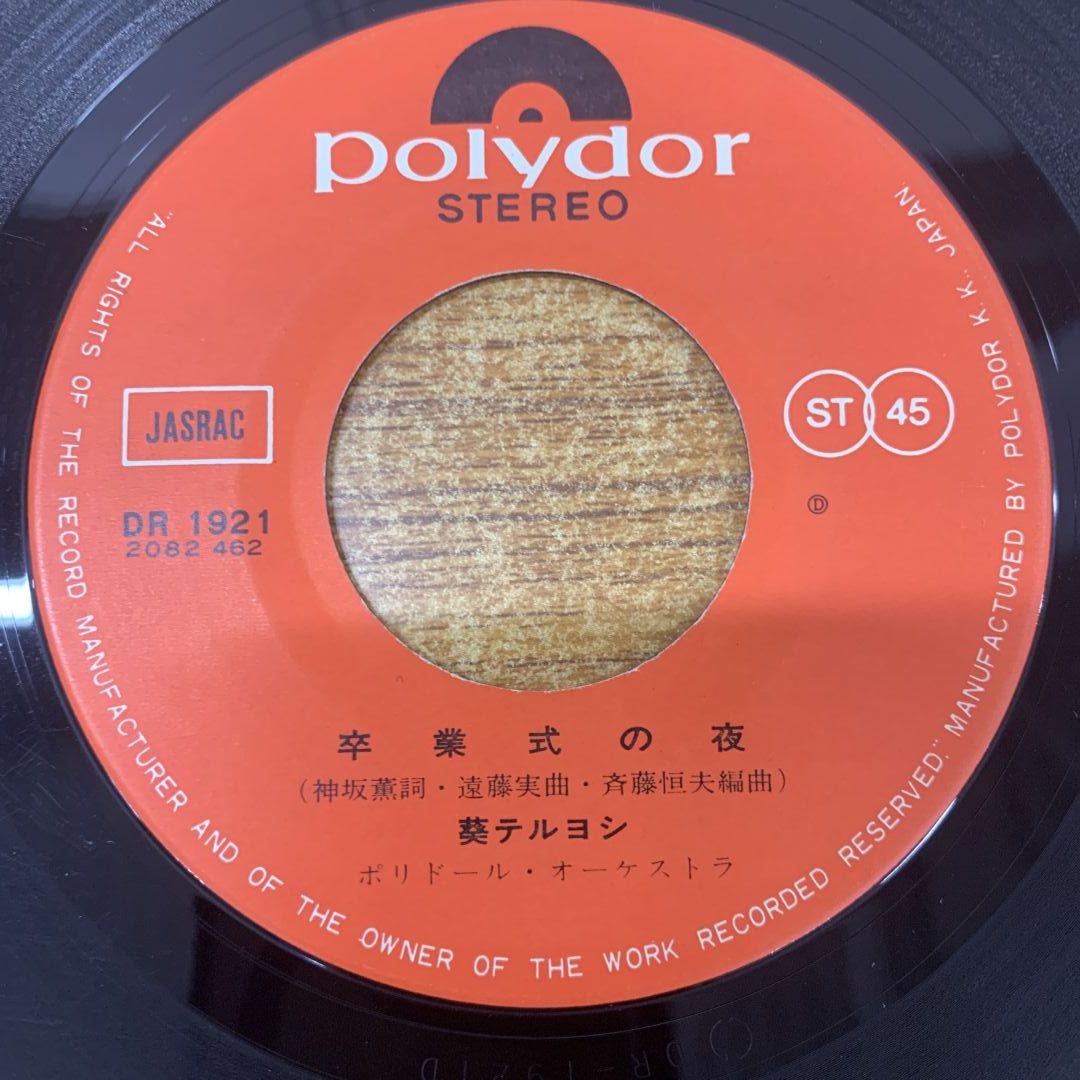 polydor
STEREO
JASRAC
ST 45
DR 1921
2082 462
Ⓓ
卒業式の夜
(神坂薫詞・遠藤実曲・斉藤恒夫編曲)
葵テルヨシ
ポリドール・オーケストラ
"ALL RIGHTS OF THE RECORD MANUFACTURER AND OF THE OWNER OF THE WORK RECORDED RESERVED." MANUFACTURED BY POLYDOR K. K., JAPAN
DR-1921D